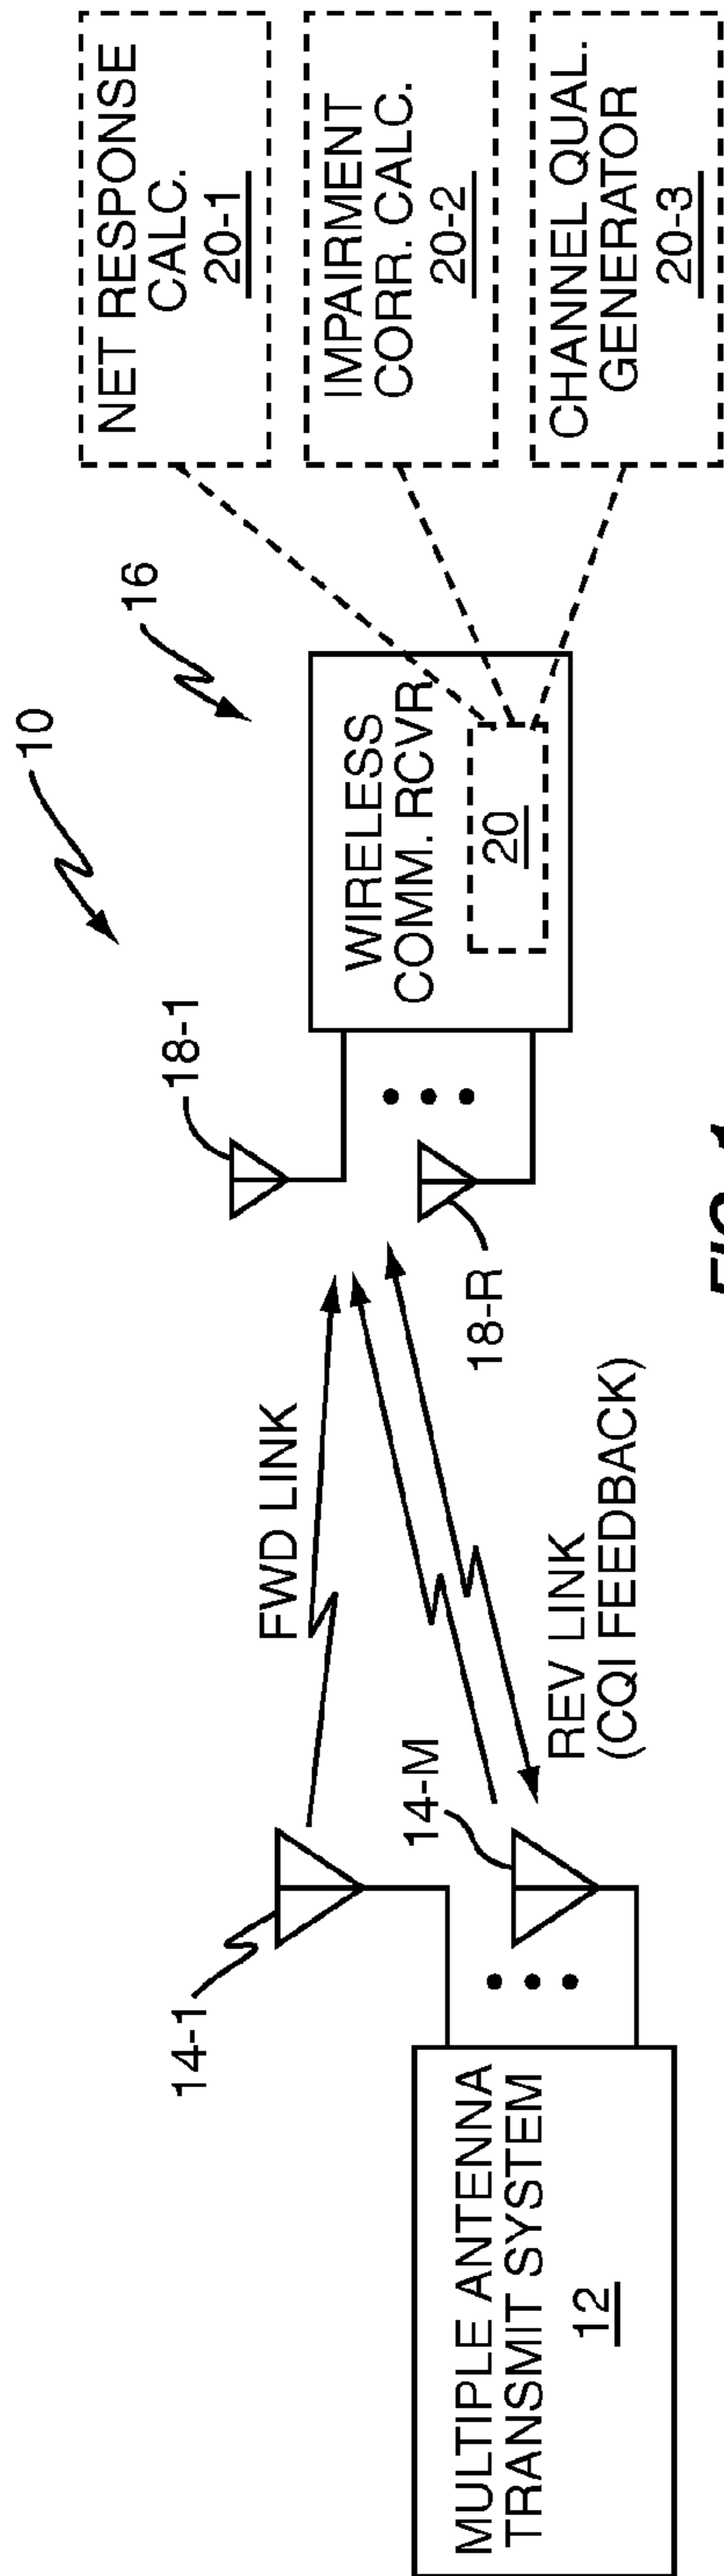 10
16
14-1
FWD LINK
18-1
NET RESPONSE
CALC.
20-1
MULTIPLE ANTENNA
TRANSMIT SYSTEM
12
14-M
REV LINK
(CQI FEEDBACK)
18-R
WIRELESS
COMM. RCVR
20
IMPAIRMENT
CORR. CALC.
20-2
CHANNEL QUAL.
GENERATOR
20-3
FIG. 1